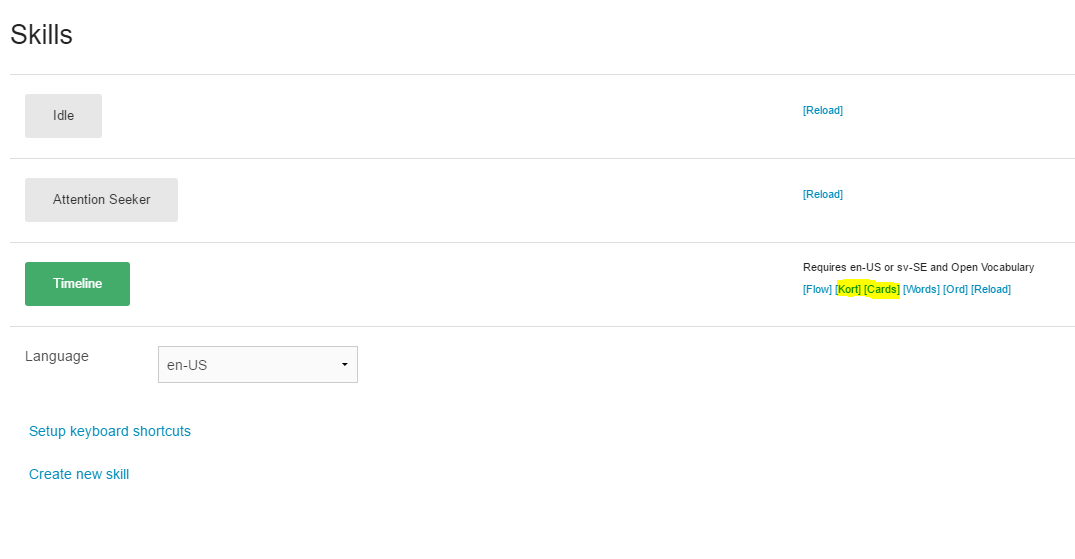 Skills
Idle
[Reload]
Attention Seeker
[Reload]
Timeline
Requires en-US or sv-SE and Open Vocabulary
[Flow] [Kort] [Cards] [Words] [Ord] [Reload]
Language
en-US
Setup keyboard shortcuts
Create new skill